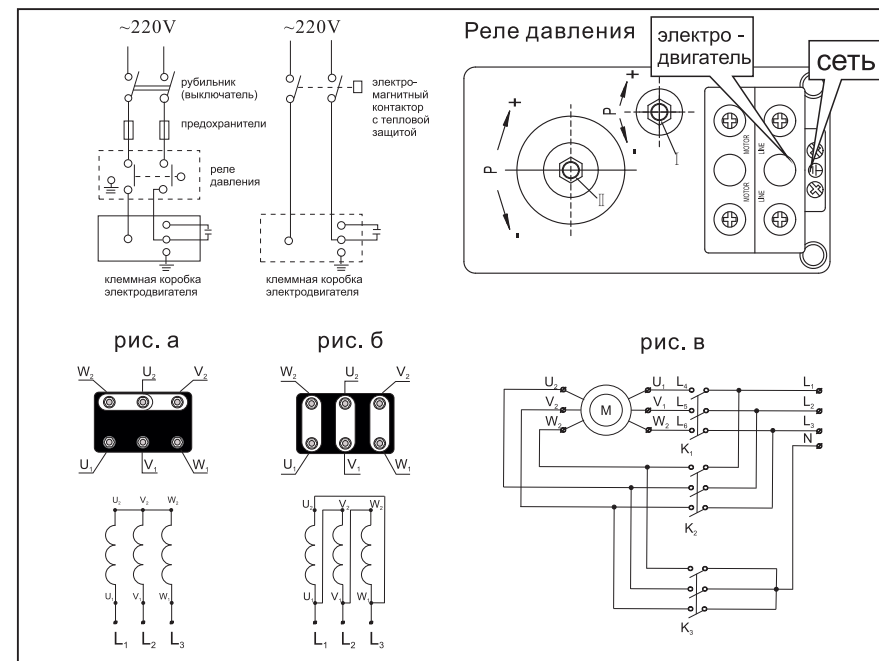 ~220V
~220V
рубильник
(выключатель)
предохранители
реле
давления
клеммная коробка
электродвигателя
электро-
магнитный
контактор
с тепловой
защитой
клеммная коробка
электродвигателя
Реле давления
электро -
двигатель
сеть
+
P
-
II
+
P
-
I
MOTOR
LINE
MOTOR
LINE
рис. а
W₂ U₂ V₂
U₁ V₁ W₁
U₂ V₂ W₂
U₁ V₁ W₁
L₁ L₂ L₃
рис. б
W₂ U₂ V₂
U₁ V₁ W₁
U₂ V₂ W₂
U₁ V₁ W₁
L₁ L₂ L₃
рис. в
U₂ U₁ L₄ L₁
V₂ M V₁ L₅ L₂
W₂ W₂ L₆ L₃
N
K₁
K₂
K₃